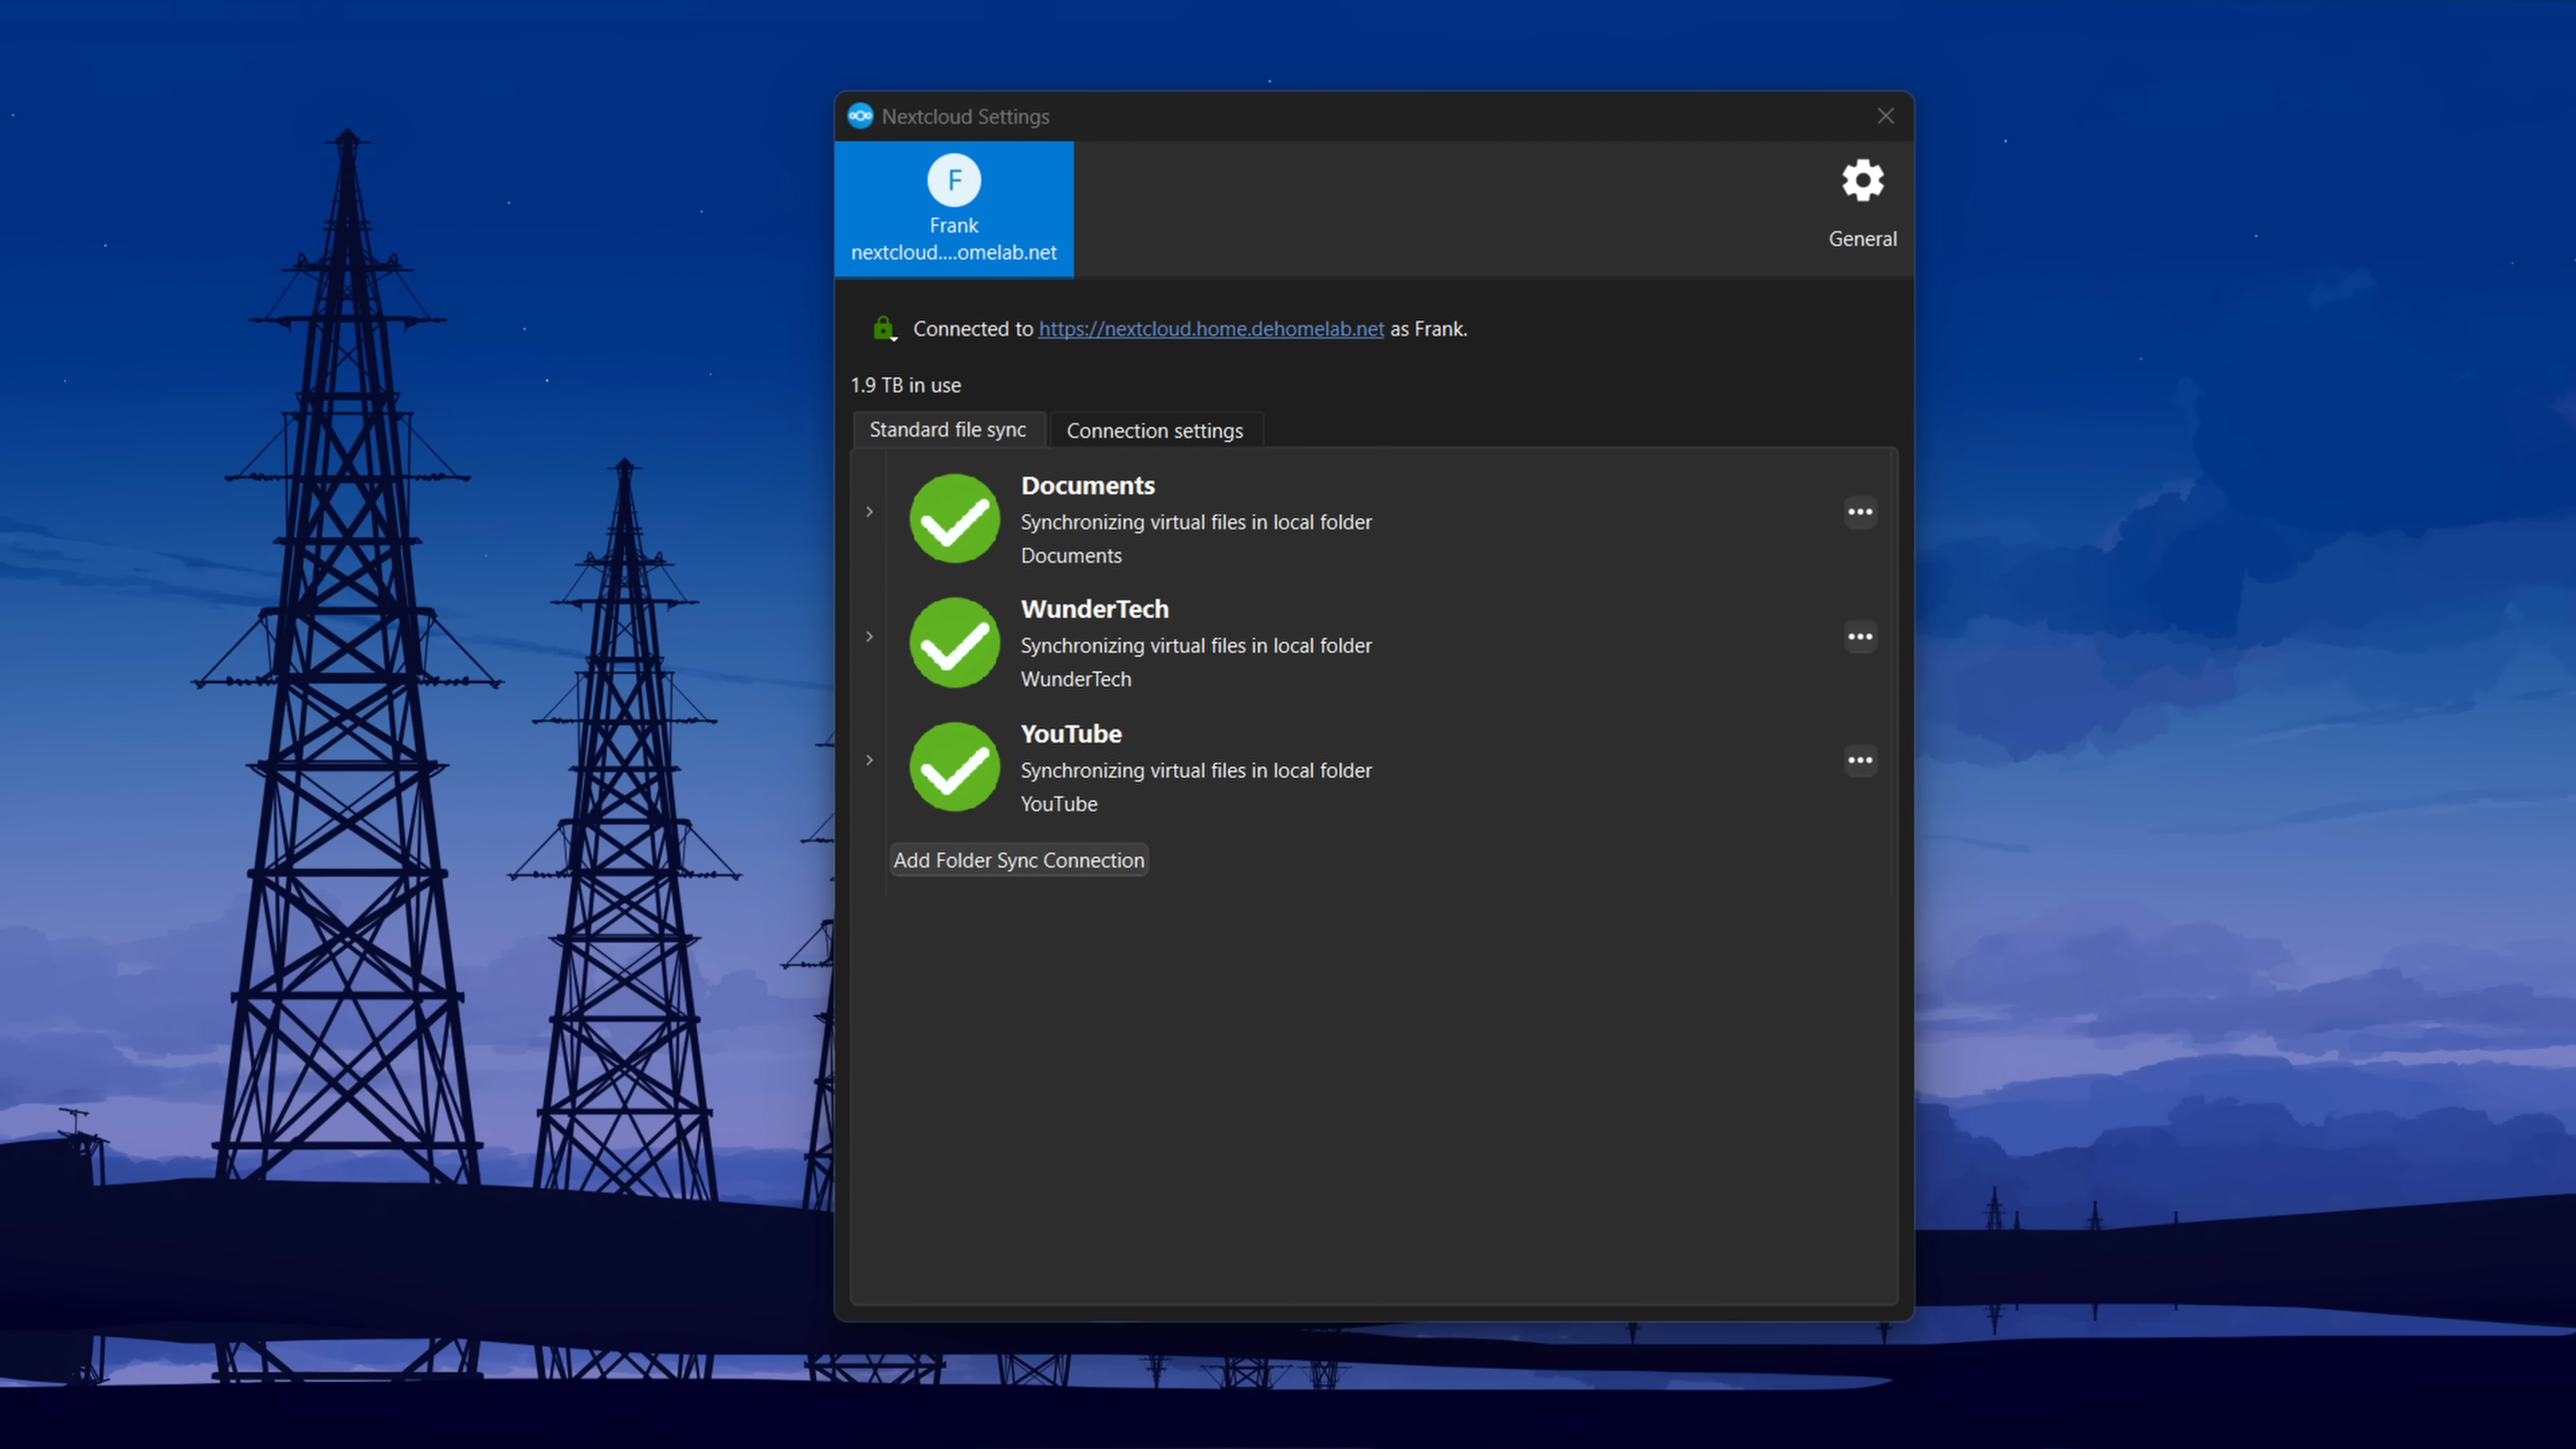 Nextcloud Settings
F
Frank
nextcloud....omelab.net
General
Connected to https://nextcloud.home.dehomelab.net as Frank.
1.9 TB in use
Standard file sync
Connection settings
Documents
Synchronizing virtual files in local folder
Documents
WunderTech
Synchronizing virtual files in local folder
WunderTech
YouTube
Synchronizing virtual files in local folder
YouTube
Add Folder Sync Connection